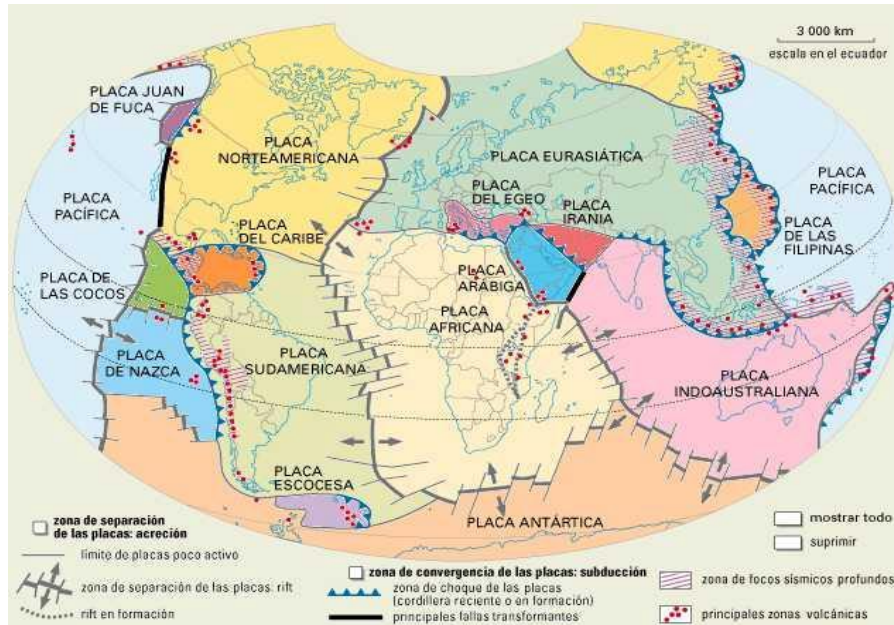 3 000 km
escala en el ecuador
PLACA JUAN
DE FUCA
PLACA
NORTEAMERICANA
PLACA EURASIÁTICA
PLACA
PACÍFICA
PLACA
DEL EGEO
PLACA
IRANIA
PLACA
PACÍFICA
PLACA
DEL CARIBE
PLACA
DE LAS
FILIPINAS
PLACA DE
LAS COCOS
PLACA
ARÁBIGA
PLACA
AFRICANA
PLACA
DE NAZCA
PLACA
SUDAMERICANA
PLACA
INDOAUSTRALIANA
PLACA
ESCOCESA
PLACA ANTÁRTICA
zona de separación
de las placas: acreción
límite de placas poco activo
zona de separación de las placas: rift
rift en formación
zona de convergencia de las placas: subducción
zona de choque de las placas
(cordillera reciente o en formación)
principales fallas transformantes
mostrar todo
suprimir
zona de focos sísmicos profundos
principales zonas volcánicas